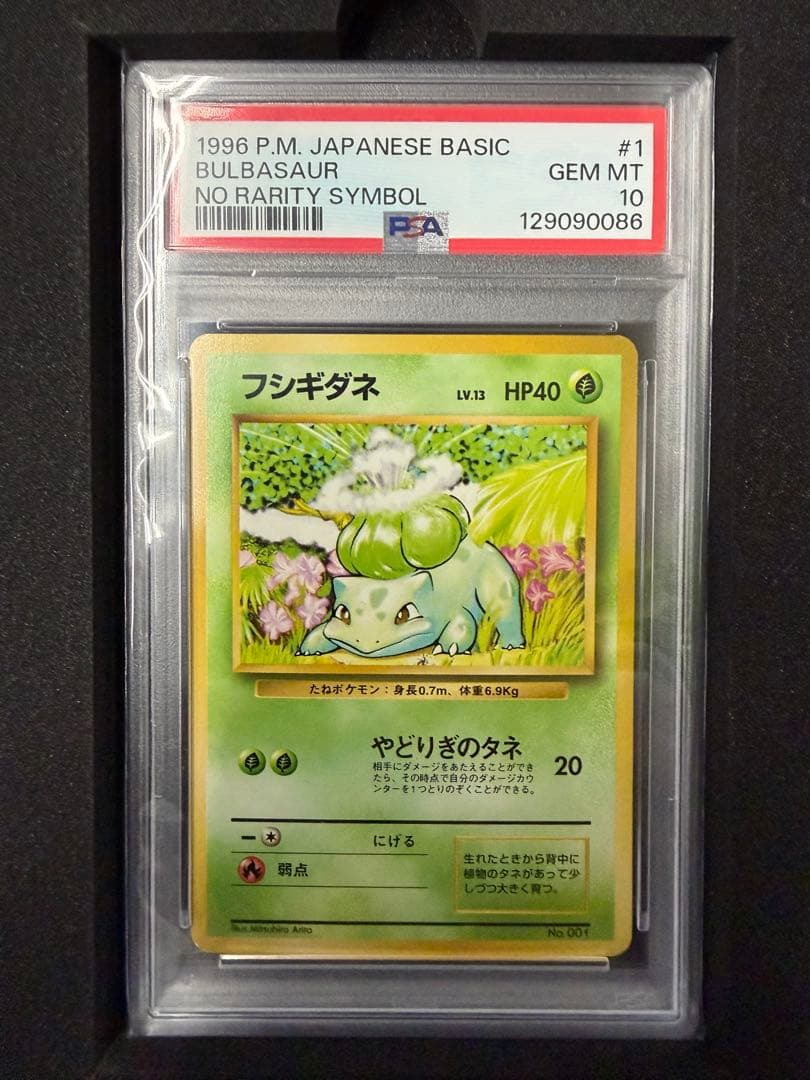 1996 P.M. JAPANESE BASIC #1
BULBASAUR GEM MT
NO RARITY SYMBOL 10
PSA 129090086
フシギダネ LV.13 HP40
たねポケモン：身長0.7m、体重6.9Kg
やどりぎのタネ 20
相手にダメージをあたえることができ
たら、その時点で自分のダメージカウ
ンターを1つとりのぞくことができる。
ー にげる
弱点
生れたときから背中に
植物のタネがあって少
しづつ大きく育つ。
Illus.Mitsuhiro Arita No. 001